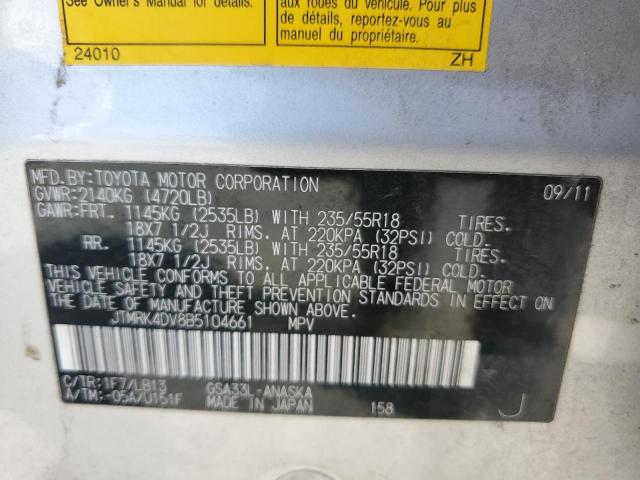 See Owner's Manual for details.
aux roues du véhicule. Pour plus
de détails, reportez-vous au
manuel du propriétaire.
24010
ZH
MFD.BY:TOYOTA MOTOR CORPORATION 09/11
GVWR:2140KG (4720LB)
GAWR:FRT. 1145KG (2535LB) WITH 235/55R18 TIRES.
18X7 1/2J RIMS. AT 220KPA (32PSI) COLD.
RR. 1145KG (2535LB) WITH 235/55R18 TIRES.
18X7 1/2J RIMS. AT 220KPA (32PSI) COLD.
THIS VEHICLE CONFORMS TO ALL APPLICABLE FEDERAL MOTOR
VEHICLE SAFETY AND THEFT PREVENTION STANDARDS IN EFFECT ON
THE DATE OF MANUFACTURE SHOWN ABOVE.
JTMRK4DV8B5104661 MPV
C/TR:1F7/LB13 GSA33L-ANASKA
A/TM:-05A/U151F MADE IN JAPAN 158 J